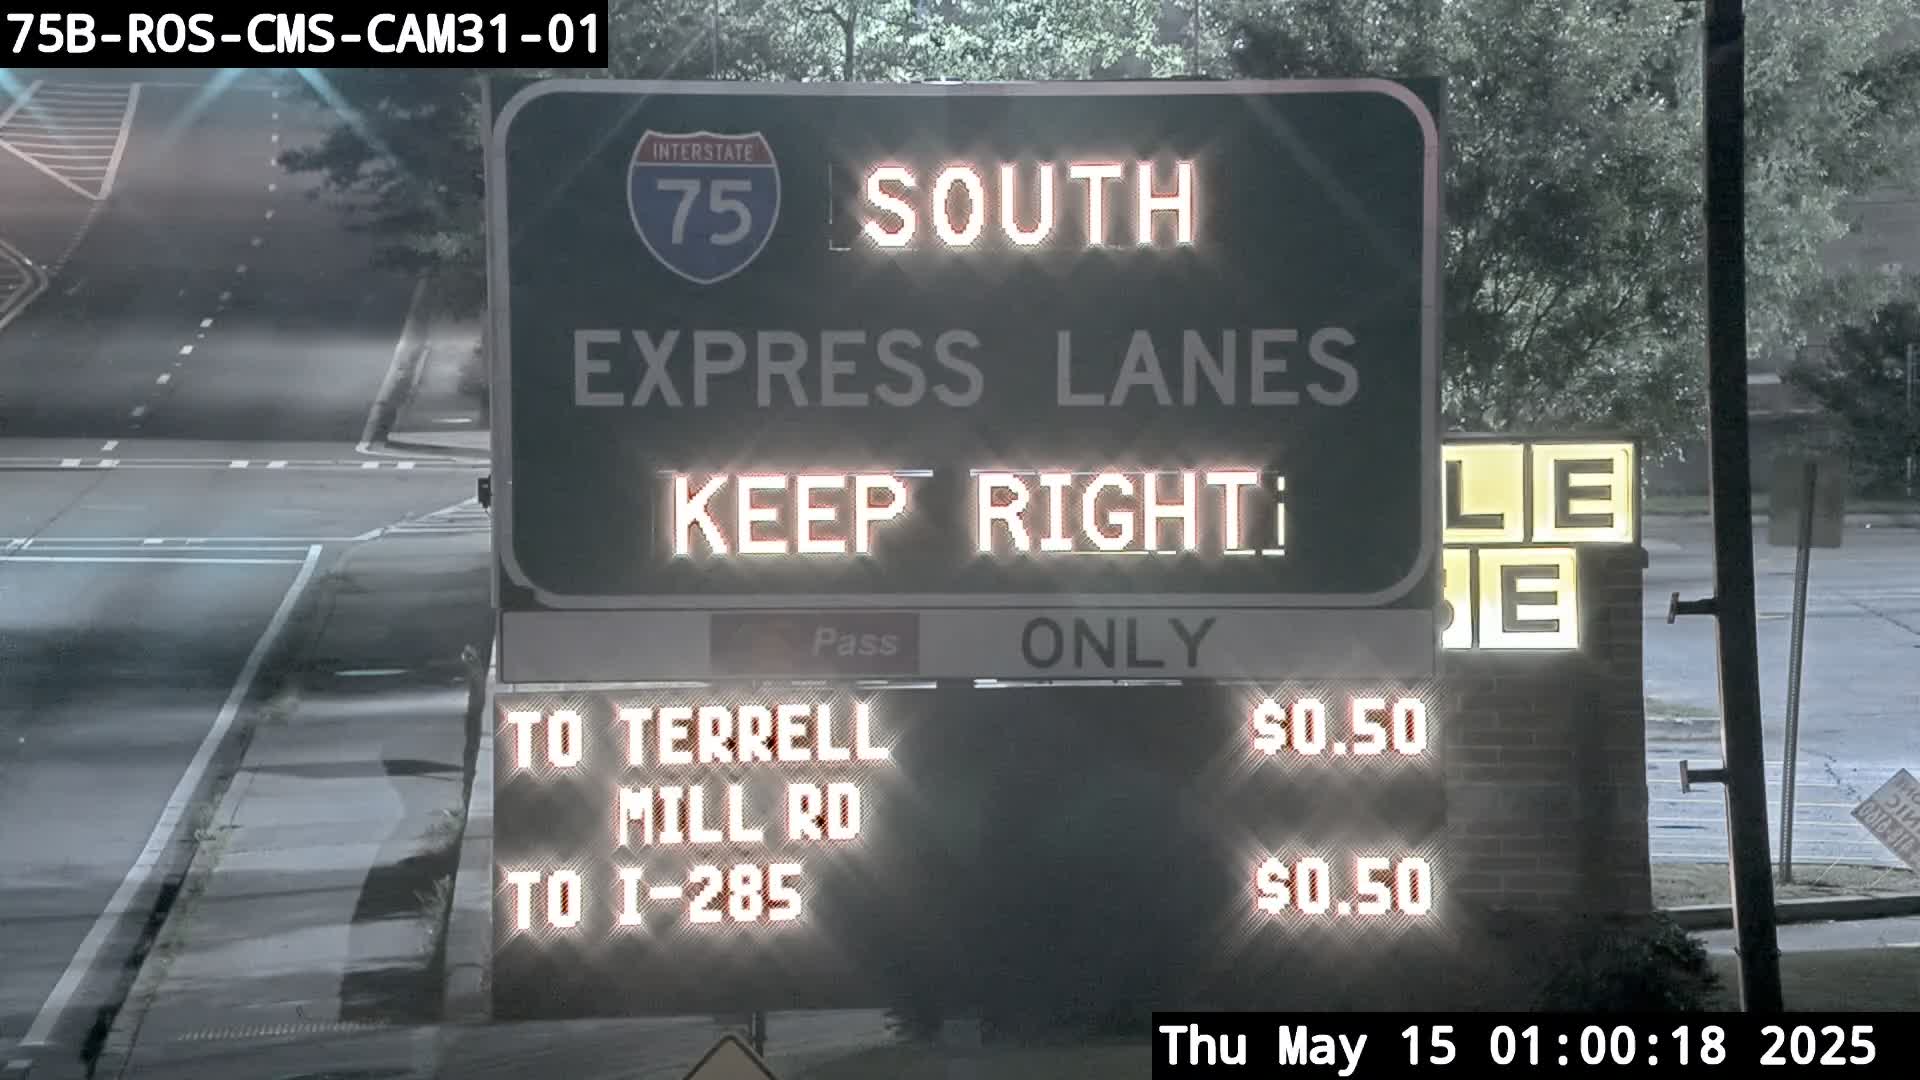 75B-ROS-CMS-CAM31-01
INTERSTATE
75
SOUTH
EXPRESS LANES
KEEP RIGHT
Pass ONLY
TO TERRELL $0.50
MILL RD
TO I-285 $0.50
LE
E
Thu May 15 01:00:18 2025